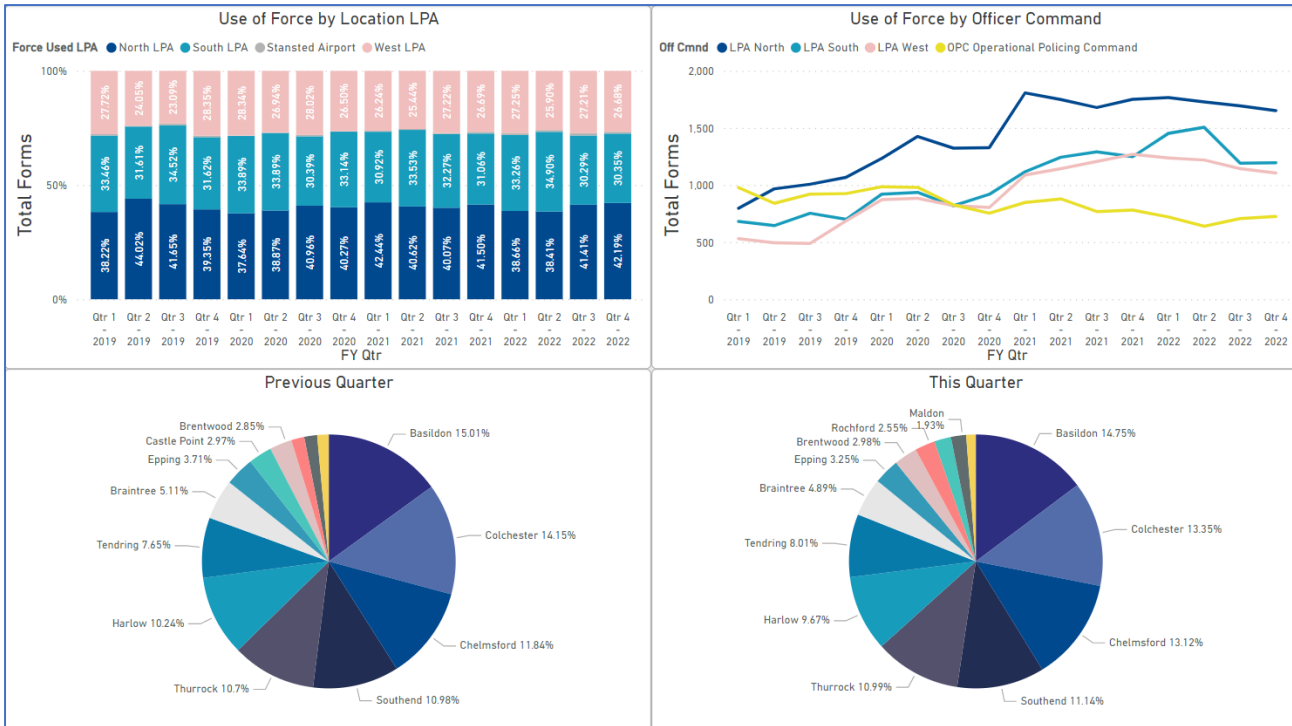 Use of Force by Location LPA
Force Used LPA North LPA South LPA Stansted Airport West LPA
100%
50%
0%
Total Forms
27.72% 24.05% 23.09% 28.35% 28.34% 26.94% 28.02% 26.50% 26.24% 25.44% 27.22% 26.69% 27.25% 25.90% 27.21% 26.68%
33.46% 31.61% 34.52% 31.62% 33.89% 33.89% 30.39% 33.14% 30.92% 33.53% 32.27% 31.06% 33.24% 34.90% 30.29% 30.35%
38.22% 44.02% 41.65% 39.35% 37.64% 38.87% 40.96% 40.27% 42.44% 40.62% 40.07% 41.50% 38.66% 38.41% 41.41% 42.19%
Qtr 1 Qtr 2 Qtr 3 Qtr 4 Qtr 1 Qtr 2 Qtr 3 Qtr 4 Qtr 1 Qtr 2 Qtr 3 Qtr 4 Qtr 1 Qtr 2 Qtr 3 Qtr 4
- - - - - - - - - - - - - - - -
2019 2019 2019 2019 2020 2020 2020 2020 2021 2021 2021 2021 2022 2022 2022 2022
FY Qtr
Use of Force by Officer Command
Off Cmnd LPA North LPA South LPA West OPC Operational Policing Command
2,000
1,500
1,000
500
0
Total Forms
Qtr 1 Qtr 2 Qtr 3 Qtr 4 Qtr 1 Qtr 2 Qtr 3 Qtr 4 Qtr 1 Qtr 2 Qtr 3 Qtr 4 Qtr 1 Qtr 2 Qtr 3 Qtr 4
- - - - - - - - - - - - - - - -
2019 2019 2019 2019 2020 2020 2020 2020 2021 2021 2021 2021 2022 2022 2022 2022
FY Qtr
Previous Quarter
Brentwood 2.85%
Castle Point 2.97%
Epping 3.71%
Braintree 5.11%
Tendring 7.65%
Harlow 10.24%
Thurrock 10.7%
Basildon 15.01%
Colchester 14.15%
Chelmsford 11.84%
Southend 10.98%
This Quarter
Maldon
1.93%
Rochford 2.55%
Brentwood 2.98%
Epping 3.25%
Braintree 4.89%
Tendring 8.01%
Harlow 9.67%
Thurrock 10.99%
Basildon 14.75%
Colchester 13.35%
Chelmsford 13.12%
Southend 11.14%